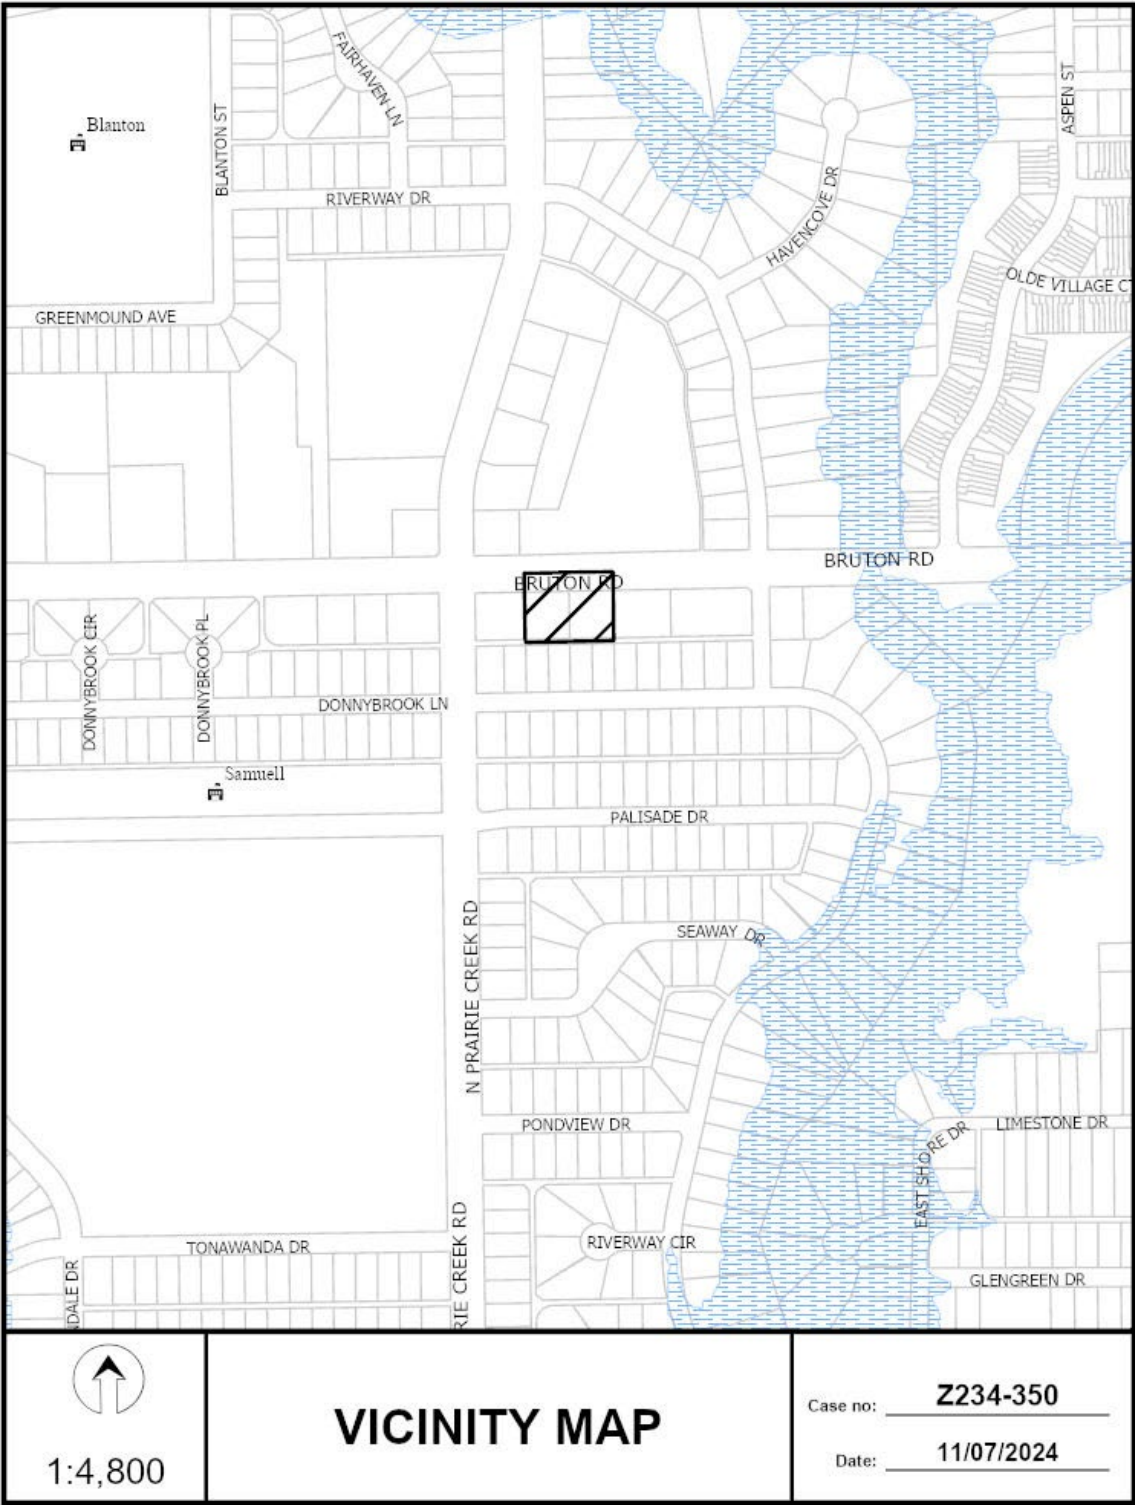 FAIRHAVEN LN
ASPEN ST
Blanton
BLANTON ST
RIVERWAY DR
HAVENCOVE DR
OLDE VILLAGE CT
GREENMOUND AVE
BRUTON RD
BRUTON RD
DONNYBROOK CIR
DONNYBROOK PL
DONNYBROOK LN
Samuell
PALISADE DR
N PRAIRIE CREEK RD
SEAWAY DR
PONDVIEW DR
LIMESTONE DR
EAST SHORE DR
RIE CREEK RD
RIVERWAY CIR
TONAWANDA DR
NDALE DR
GLENGREEN DR
1:4,800
VICINITY MAP
Case no: Z234-350
Date: 11/07/2024